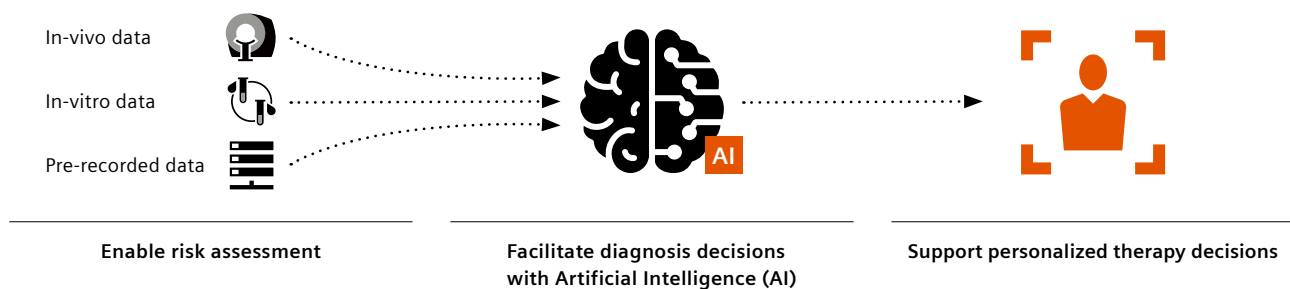 In-vivo data
In-vitro data
Pre-recorded data
AI
Enable risk assessment
Facilitate diagnosis decisions
with Artificial Intelligence (AI)
Support personalized therapy decisions